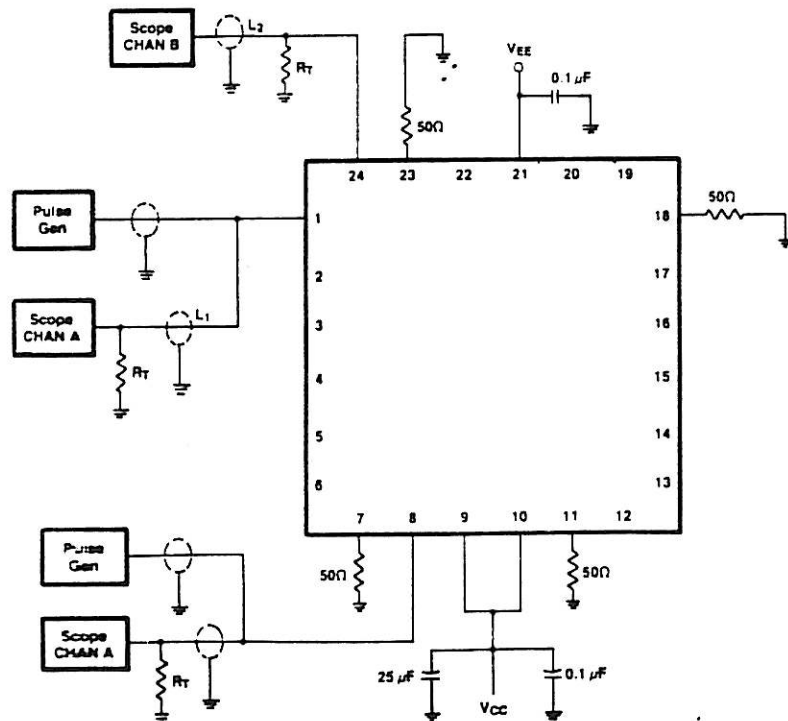 Scope
CHAN B
L2
RT
50Ω
VEE
0.1 µF
24 23 22 21 20 19
Pulse
Gen
1
18
50Ω
2
17
Scope
CHAN A
L1
RT
3
16
4
15
5
14
6
13
7 8 9 10 11 12
Pulse
Gen
50Ω
50Ω
Scope
CHAN A
RT
25 µF
VCC
0.1 µF